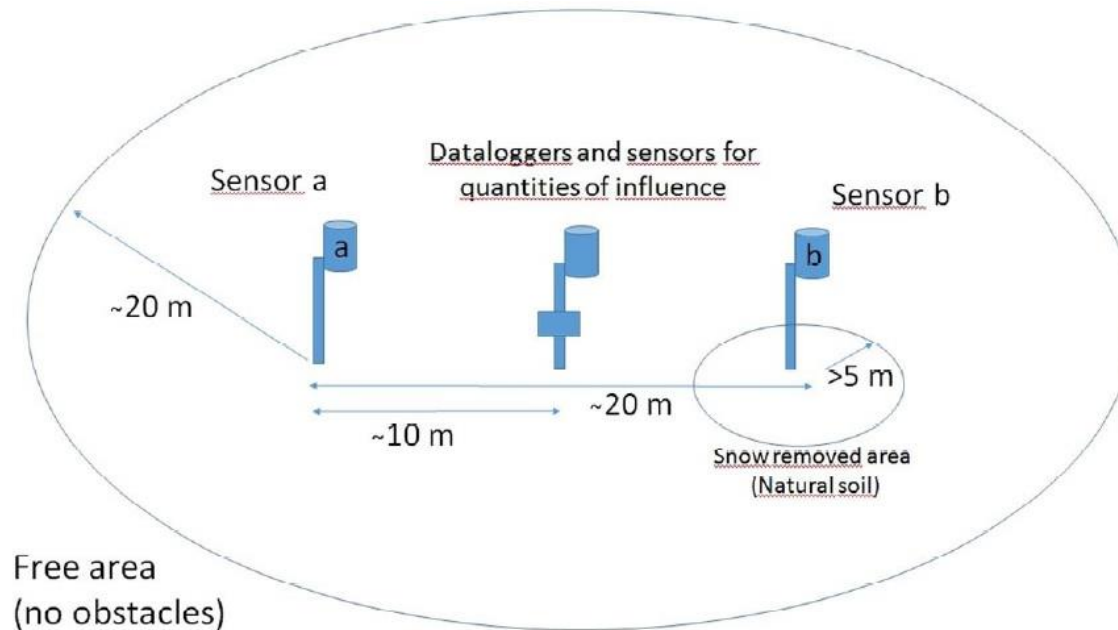 Dataloggers and sensors for
quantities of influence
Sensor a
Sensor b
a
b
~20 m
>5 m
~20 m
~10 m
Snow removed area
(Natural soil)
Free area
(no obstacles)